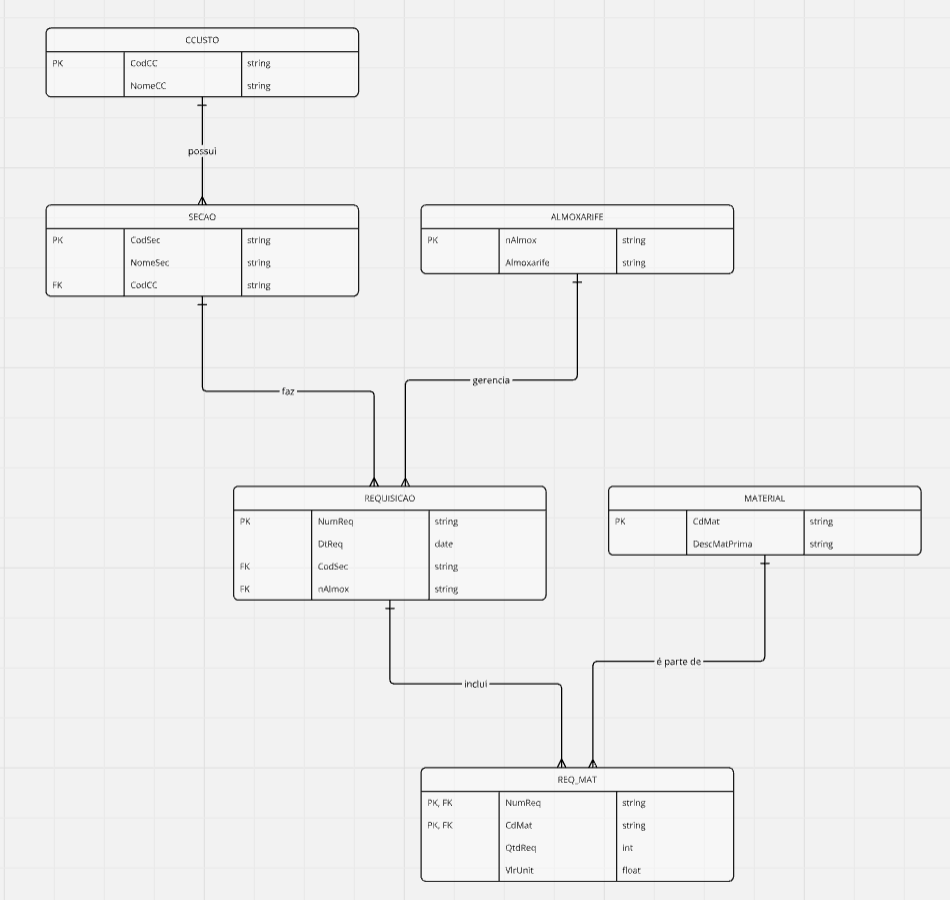 CCUSTO
PK CodCC string
NomeCC string
possui
SECAO
PK CodSec string
NomeSec string
FK CodCC string
ALMOXARIFE
PK nAlmox string
Almoxarife string
faz
gerencia
REQUISICAO
PK NumReq string
DtReq date
FK CodSec string
FK nAlmox string
MATERIAL
PK CdMat string
DescMatPrima string
inclui
é parte de
REQ_MAT
PK, FK NumReq string
PK, FK CdMat string
QtdReq int
VlrUnit float